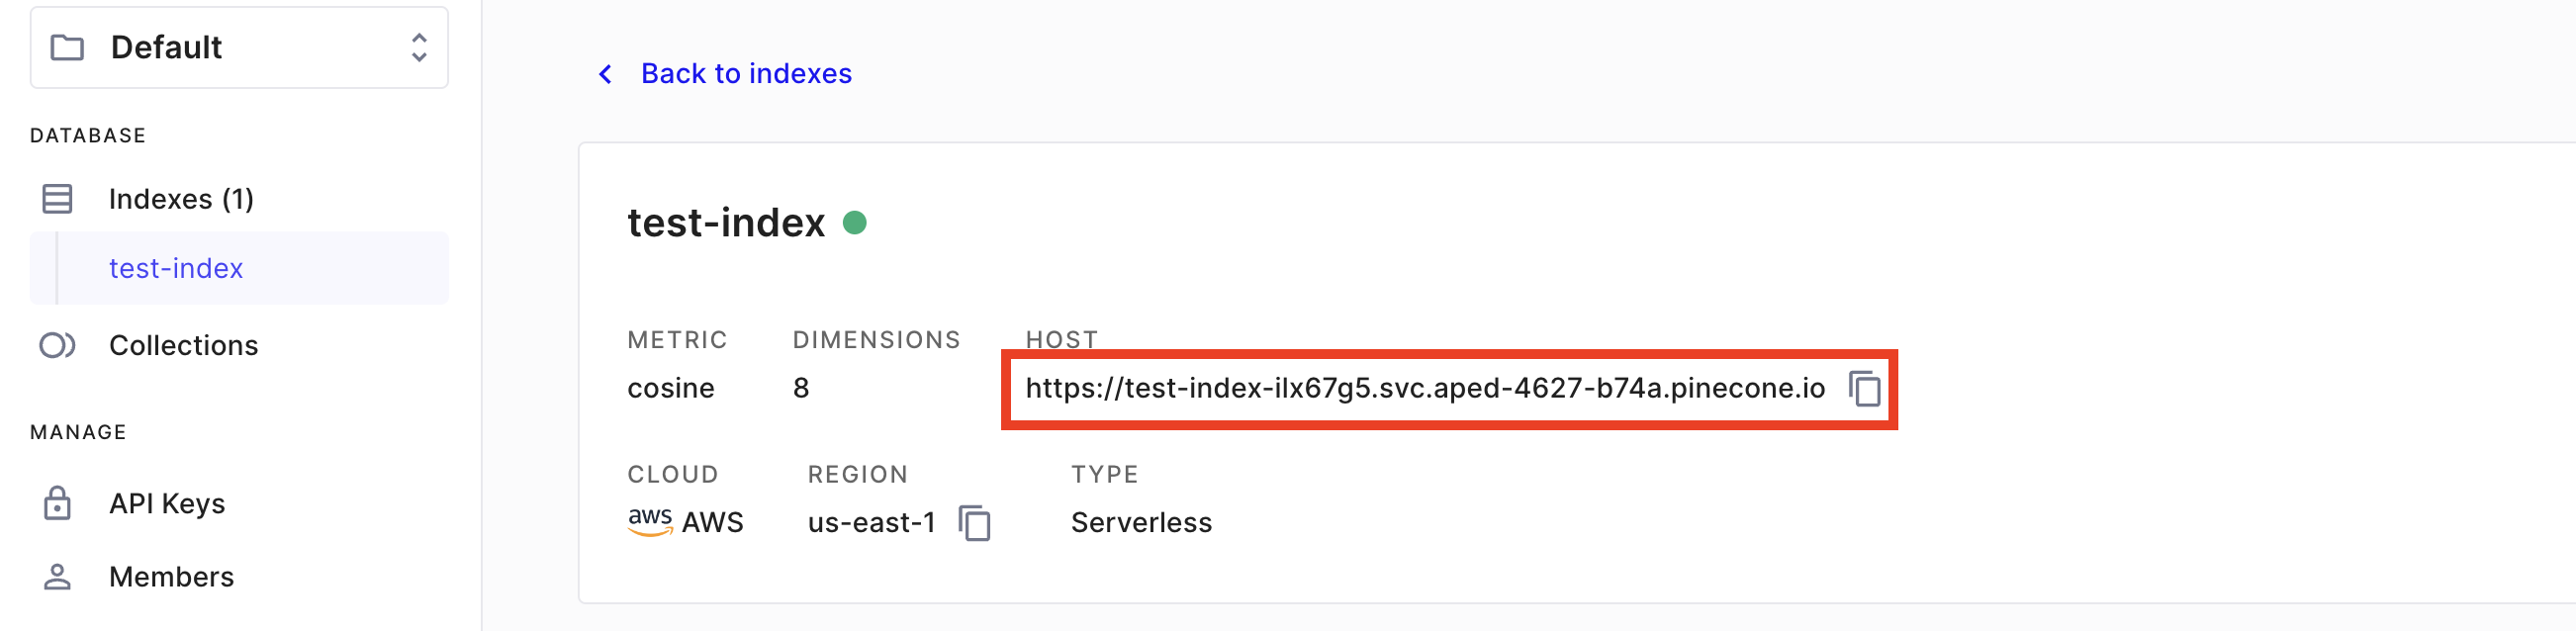 Default
DATABASE
Indexes (1)
test-index
Collections
MANAGE
API Keys
Members
Back to indexes
test-index
METRIC DIMENSIONS HOST
cosine 8 https://test-index-ilx67g5.svc.aped-4627-b74a.pinecone.io
CLOUD REGION TYPE
aws AWS us-east-1 Serverless